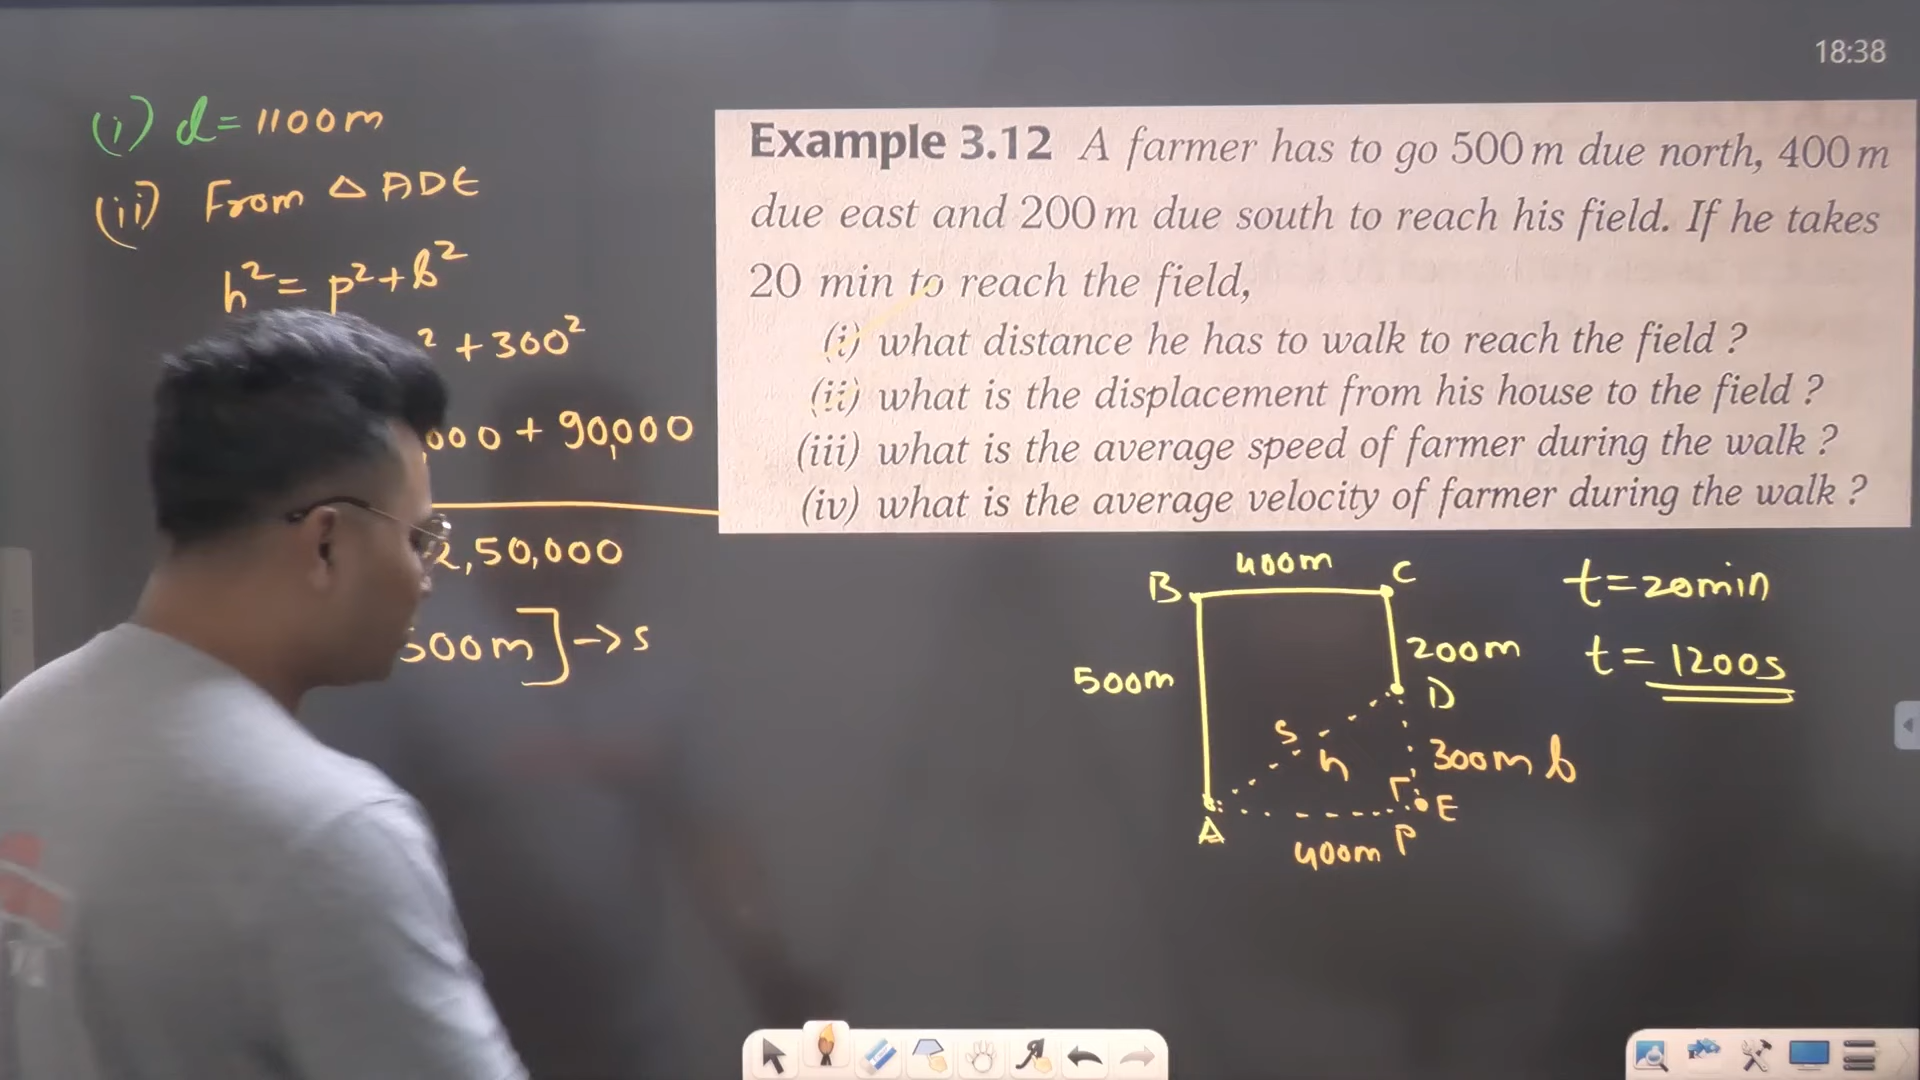 18:38
(i) d = 1100m
(ii) From △ ADE
h² = p² + b²
² + 300²
000 + 90,000
2,50,000
500m] → s
Example 3.12 A farmer has to go 500 m due north, 400 m
due east and 200 m due south to reach his field. If he takes
20 min to reach the field,
(i) what distance he has to walk to reach the field ?
(ii) what is the displacement from his house to the field ?
(iii) what is the average speed of farmer during the walk ?
(iv) what is the average velocity of farmer during the walk ?
B 400m C
500m
200m
D
s
h
300m b
E
A
400m P
t = 20min
t = 1200s